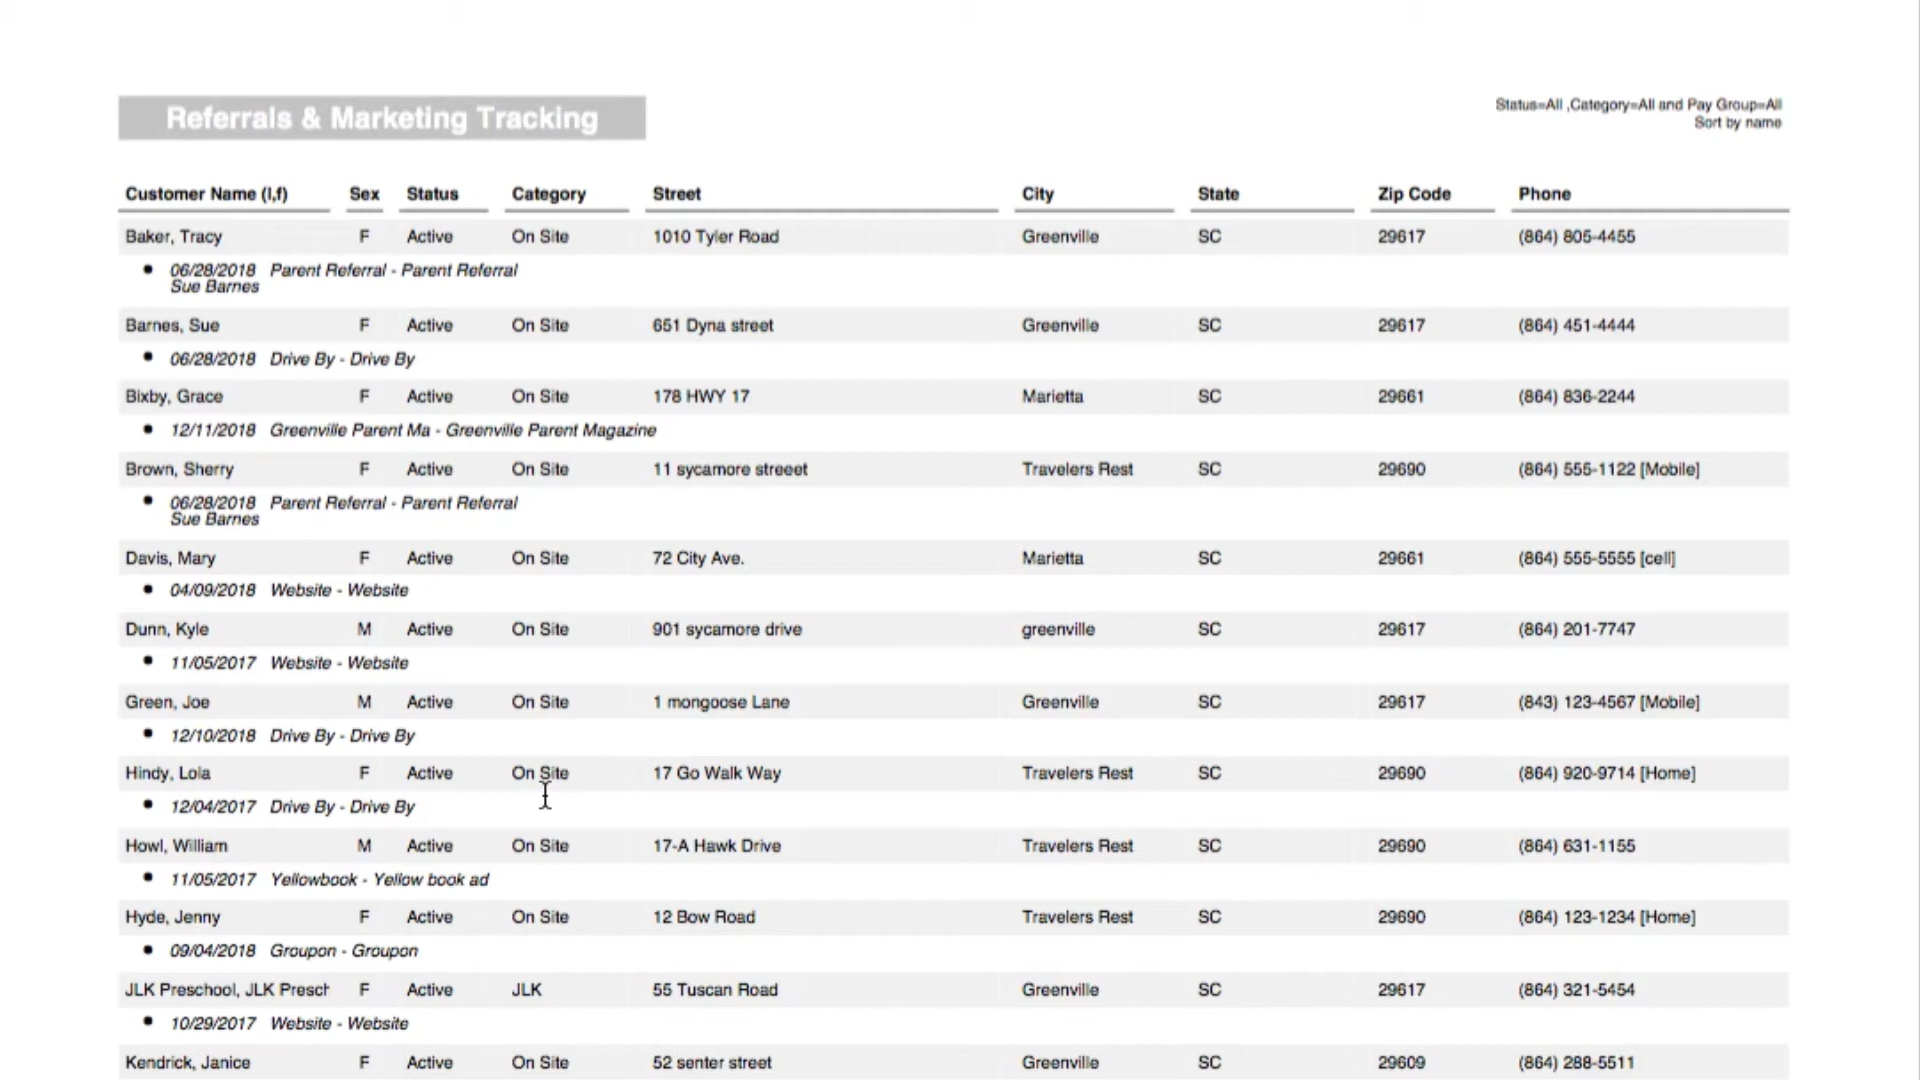 Referrals & Marketing Tracking
Status=All ,Category=All and Pay Group=All
Sort by name
Customer Name (l,f) Sex Status Category Street City State Zip Code Phone
Baker, Tracy F Active On Site 1010 Tyler Road Greenville SC 29617 (864) 805-4455
• 06/28/2018 Parent Referral - Parent Referral
Sue Barnes
Barnes, Sue F Active On Site 651 Dyna street Greenville SC 29617 (864) 451-4444
• 06/28/2018 Drive By - Drive By
Bixby, Grace F Active On Site 178 HWY 17 Marietta SC 29661 (864) 836-2244
• 12/11/2018 Greenville Parent Ma - Greenville Parent Magazine
Brown, Sherry F Active On Site 11 sycamore streeet Travelers Rest SC 29690 (864) 555-1122 [Mobile]
• 06/28/2018 Parent Referral - Parent Referral
Sue Barnes
Davis, Mary F Active On Site 72 City Ave. Marietta SC 29661 (864) 555-5555 [cell]
• 04/09/2018 Website - Website
Dunn, Kyle M Active On Site 901 sycamore drive greenville SC 29617 (864) 201-7747
• 11/05/2017 Website - Website
Green, Joe M Active On Site 1 mongoose Lane Greenville SC 29617 (843) 123-4567 [Mobile]
• 12/10/2018 Drive By - Drive By
Hindy, Lola F Active On Site 17 Go Walk Way Travelers Rest SC 29690 (864) 920-9714 [Home]
• 12/04/2017 Drive By - Drive By
Howl, William M Active On Site 17-A Hawk Drive Travelers Rest SC 29690 (864) 631-1155
• 11/05/2017 Yellowbook - Yellow book ad
Hyde, Jenny F Active On Site 12 Bow Road Travelers Rest SC 29690 (864) 123-1234 [Home]
• 09/04/2018 Groupon - Groupon
JLK Preschool, JLK Presch F Active JLK 55 Tuscan Road Greenville SC 29617 (864) 321-5454
• 10/29/2017 Website - Website
Kendrick, Janice F Active On Site 52 senter street Greenville SC 29609 (864) 288-5511